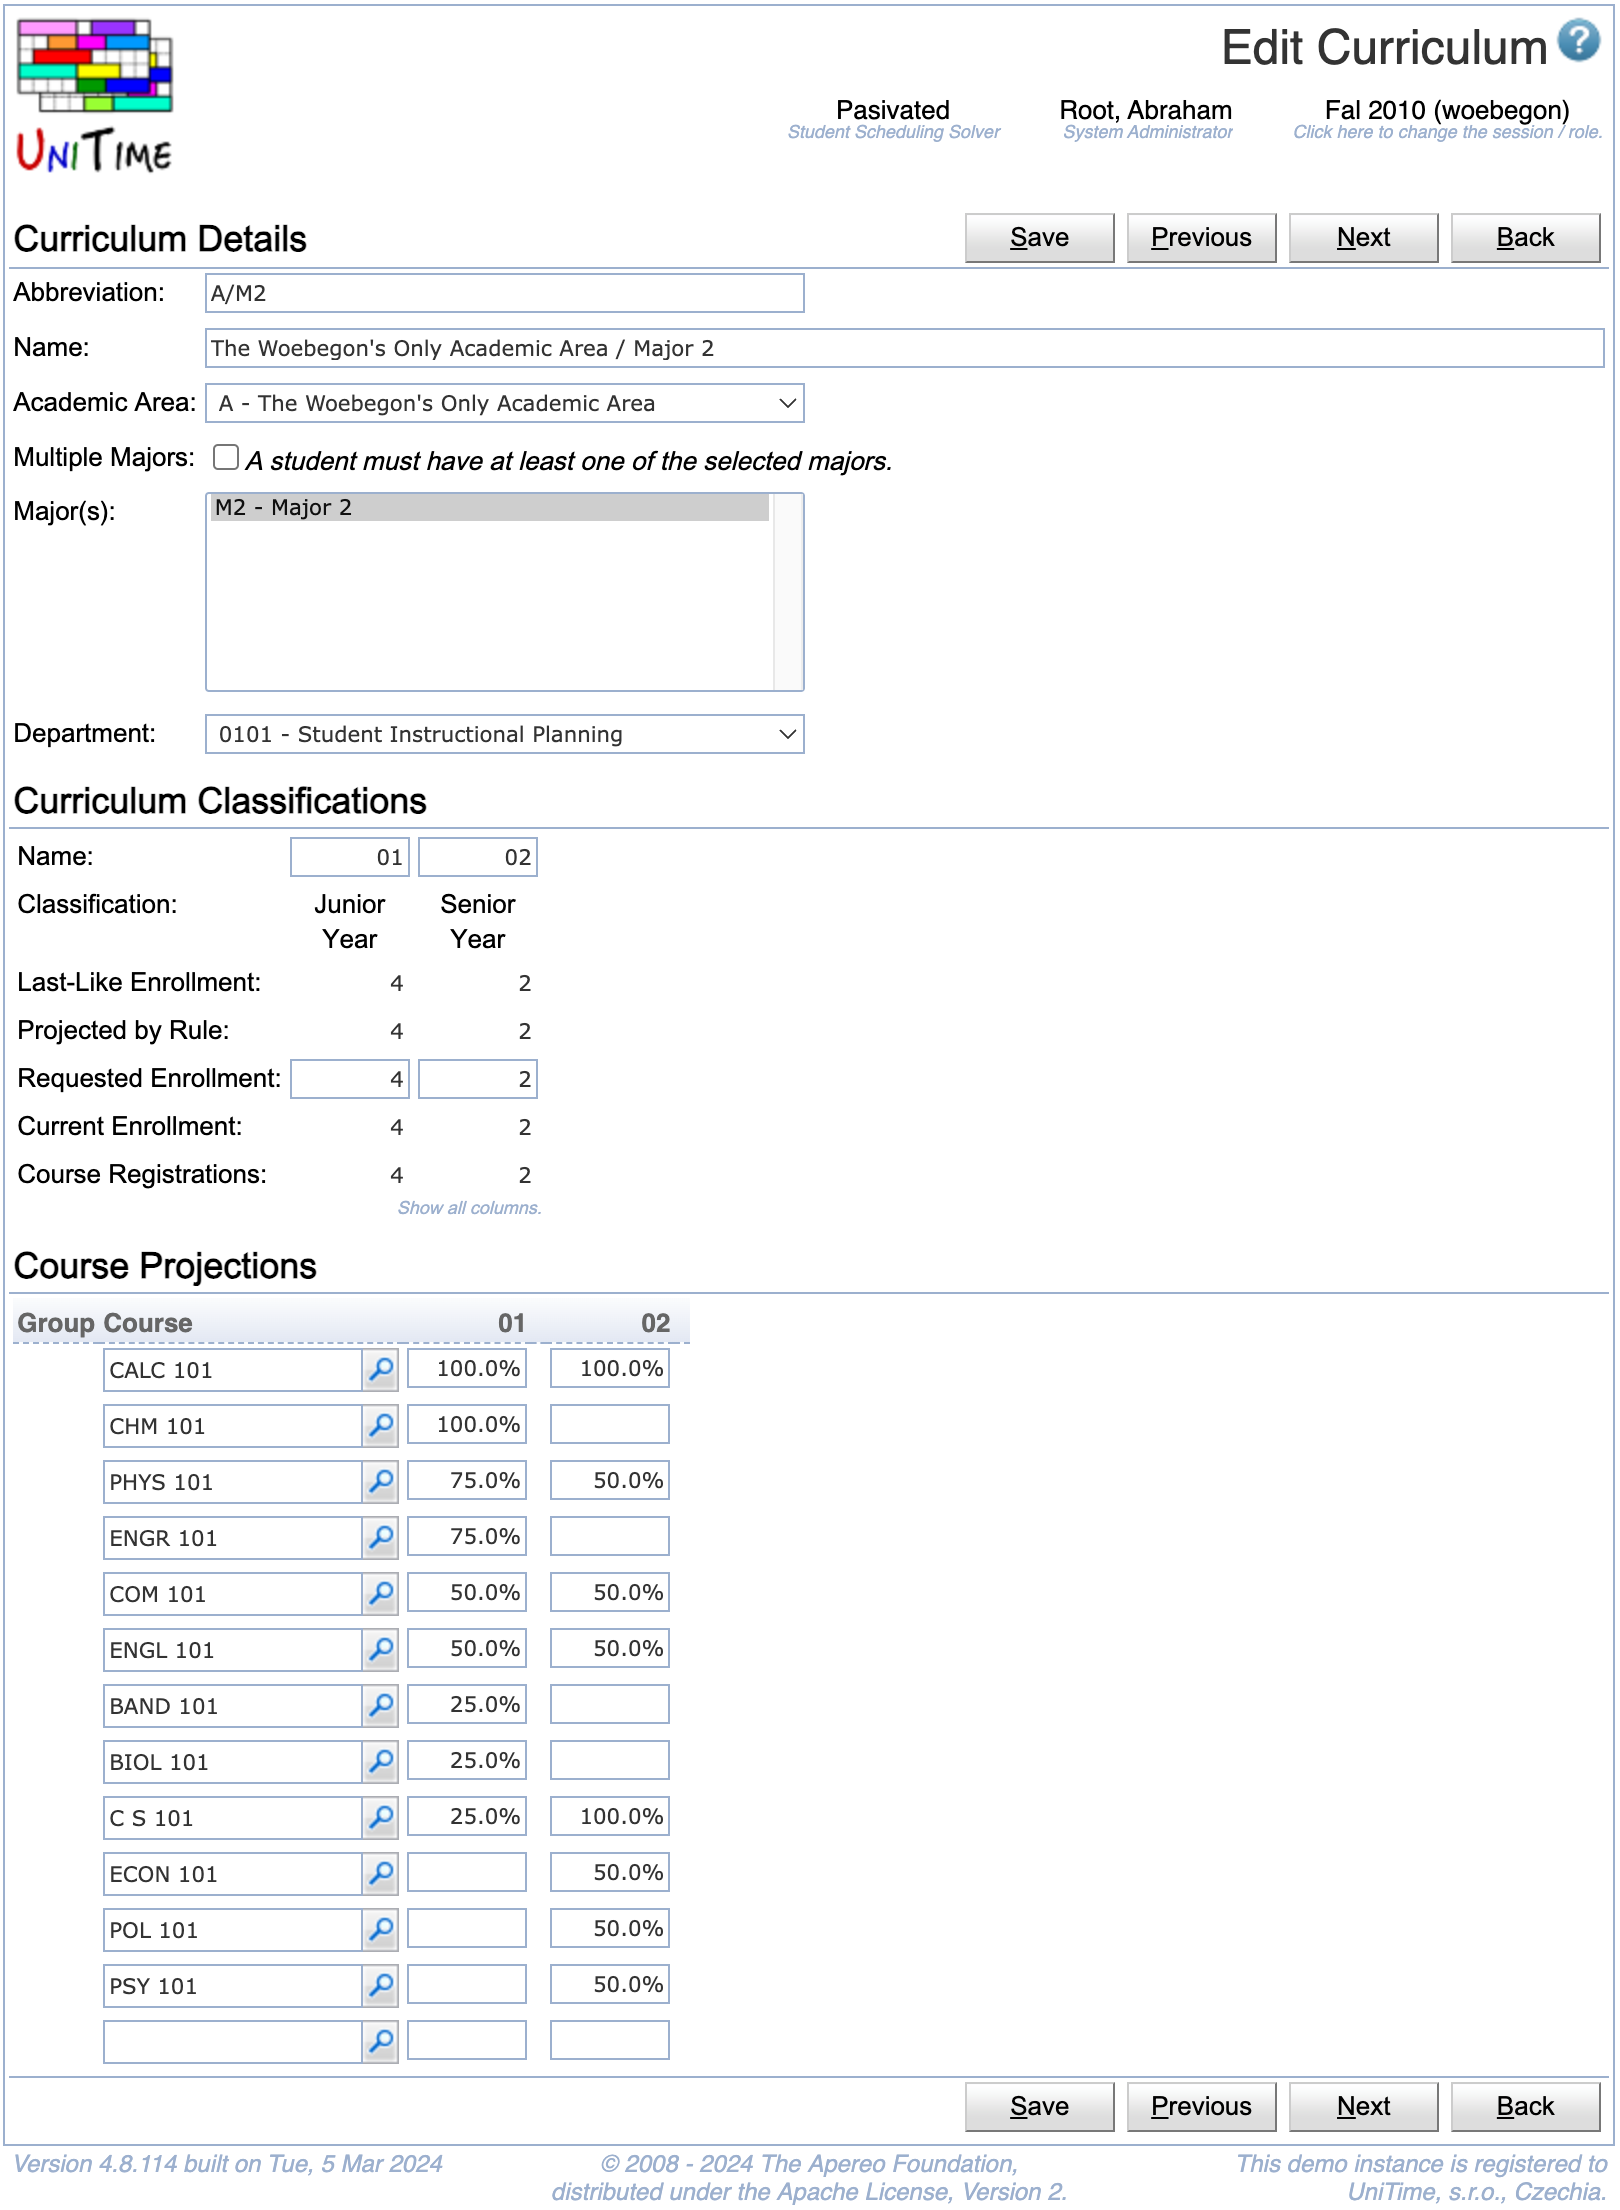 Edit Curriculum ?
Pasivated Root, Abraham Fal 2010 (woebegon)
Student Scheduling Solver System Administrator Click here to change the session / role.
UNITIME
Curriculum Details Save Previous Next Back
Abbreviation: A/M2
Name: The Woebegon's Only Academic Area / Major 2
Academic Area: A - The Woebegon's Only Academic Area
Multiple Majors: A student must have at least one of the selected majors.
Major(s): M2 - Major 2
Department: 0101 - Student Instructional Planning
Curriculum Classifications
Name: 01 02
Classification: Junior Senior
Year Year
Last-Like Enrollment: 4 2
Projected by Rule: 4 2
Requested Enrollment: 4 2
Current Enrollment: 4 2
Course Registrations: 4 2
Show all columns.
Course Projections
Group Course 01 02
CALC 101 100.0% 100.0%
CHM 101 100.0%
PHYS 101 75.0% 50.0%
ENGR 101 75.0%
COM 101 50.0% 50.0%
ENGL 101 50.0% 50.0%
BAND 101 25.0%
BIOL 101 25.0%
C S 101 25.0% 100.0%
ECON 101 50.0%
POL 101 50.0%
PSY 101 50.0%
Save Previous Next Back
Version 4.8.114 built on Tue, 5 Mar 2024 © 2008 - 2024 The Apereo Foundation, This demo instance is registered to
distributed under the Apache License, Version 2. UniTime, s.r.o., Czechia.